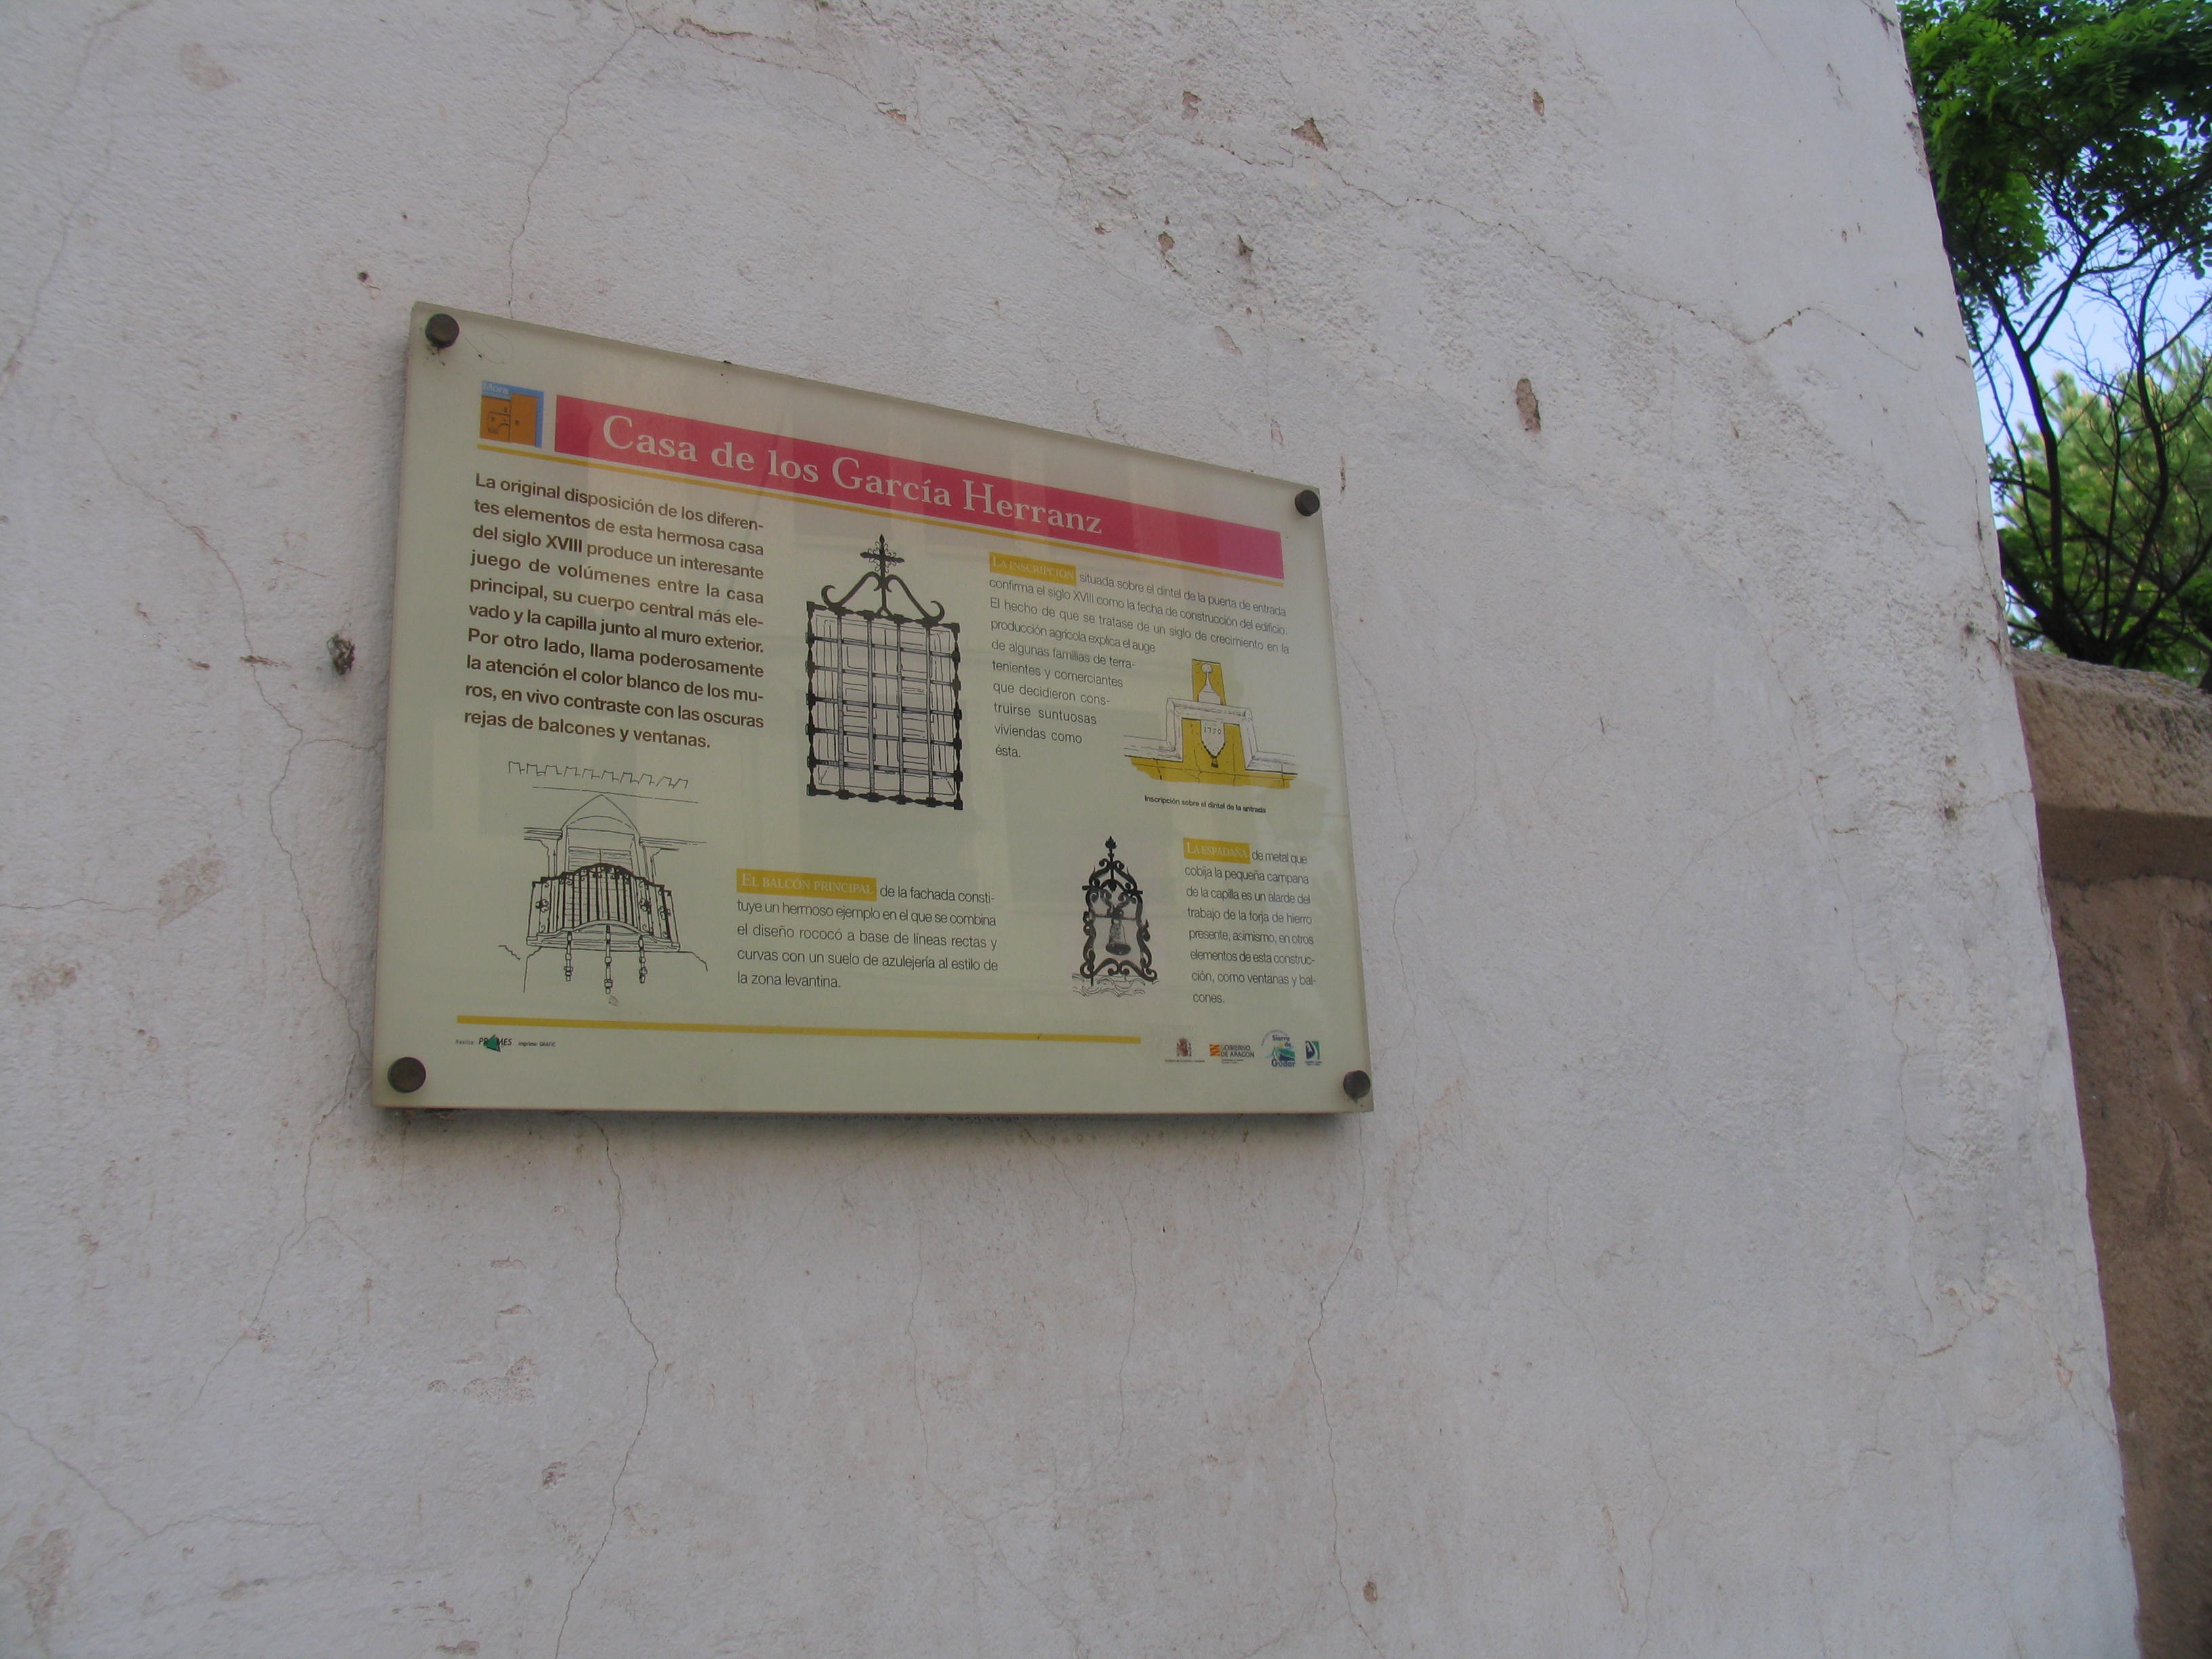 Mora
Casa de los García Herranz
La original disposición de los diferen-
tes elementos de esta hermosa casa
del siglo XVIII produce un interesante
juego de volúmenes entre la casa
principal, su cuerpo central más ele-
vado y la capilla junto al muro exterior.
Por otro lado, llama poderosamente
la atención el color blanco de los mu-
ros, en vivo contraste con las oscuras
rejas de balcones y ventanas.
LA INSCRIPCIÓN situada sobre el dintel de la puerta de entrada
confirma el siglo XVIII como la fecha de construcción del edificio.
El hecho de que se tratase de un siglo de crecimiento en la
producción agrícola explica el auge
de algunas familias de terra-
tenientes y comerciantes
que decidieron cons-
truirse suntuosas
viviendas como
ésta.
Inscripción sobre el dintel de la entrada
EL BALCÓN PRINCIPAL de la fachada consti-
tuye un hermoso ejemplo en el que se combina
el diseño rococó a base de líneas rectas y
curvas con un suelo de azulejería al estilo de
la zona levantina.
LA ESPADAÑA de metal que
cobija la pequeña campana
de la capilla es un alarde del
trabajo de la forja de hierro
presente, asimismo, en otros
elementos de esta construc-
ción, como ventanas y bal-
cones.
PRAMES
GOBIERNO
DE ARAGON
Sierra
de
Gúdar